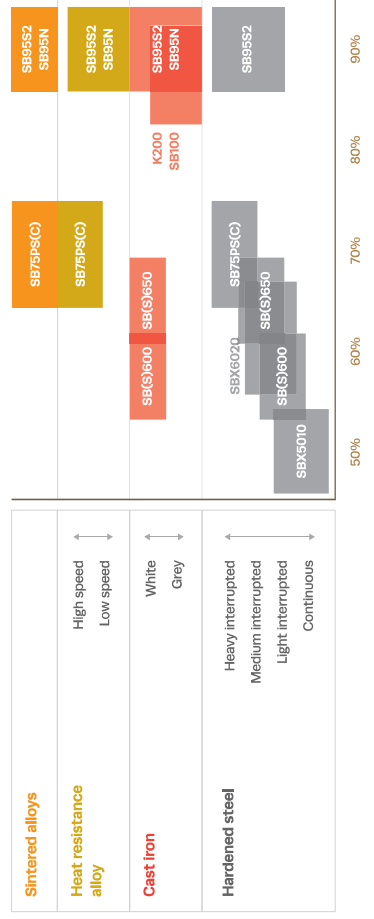 Sintered alloys
SB75PS(C)
SB95S2
SB95N
Heat resistance
alloy
High speed
Low speed
SB75PS(C)
SB95S2
SB95N
Cast iron
White
Grey
SB(S)600
SB(S)650
K200
SB100
SB95S2
SB95N
Hardened steel
Heavy interrupted
Medium interrupted
Light interrupted
Continuous
SBX5010
SB(S)600
SBX6020
SB(S)650
SB75PS(C)
SB95S2
50%
60%
70%
80%
90%